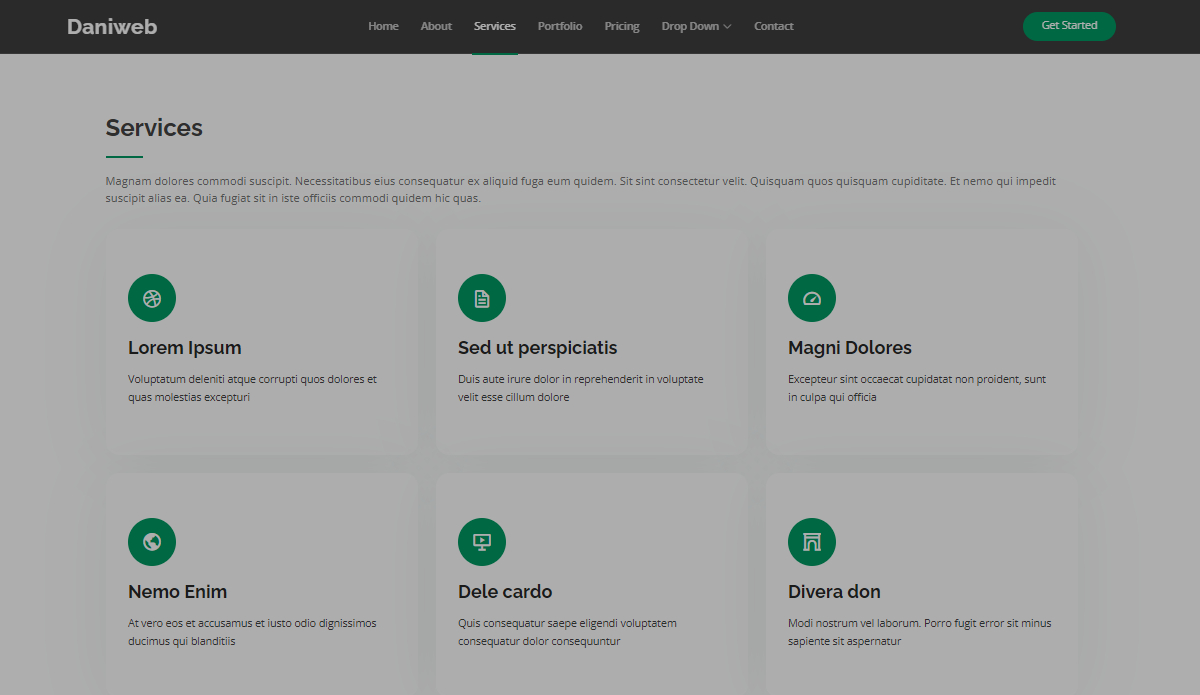 Daniweb
Home About Services Portfolio Pricing Drop Down Contact
Get Started
Services
Magnam dolores commodi suscipit. Necessitatibus eius consequatur ex aliquid fuga eum quidem. Sit sint consectetur velit. Quisquam quos quisquam cupiditate. Et nemo qui impedit
suscipit alias ea. Quia fugiat sit in iste officiis commodi quidem hic quas.
Lorem Ipsum
Voluptatum deleniti atque corrupti quos dolores et
quas molestias excepturi
Sed ut perspiciatis
Duis aute irure dolor in reprehenderit in voluptate
velit esse cillum dolore
Magni Dolores
Excepteur sint occaecat cupidatat non proident, sunt
in culpa qui officia
Nemo Enim
At vero eos et accusamus et iusto odio dignissimos
ducimus qui blanditiis
Dele cardo
Quis consequatur saepe eligendi voluptatem
consequatur dolor consequuntur
Divera don
Modi nostrum vel laborum. Porro fugit error sit minus
sapiente sit aspernatur